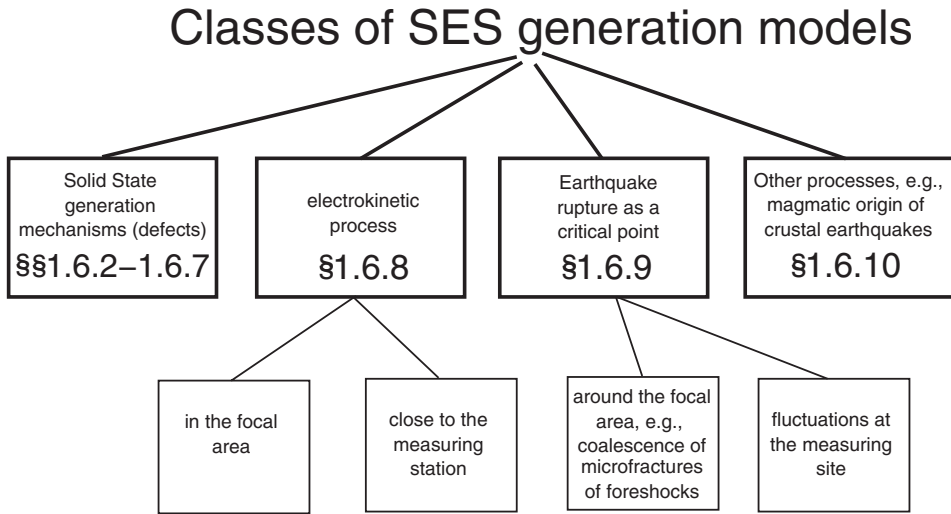 Classes of SES generation models
Solid State
generation
mechanisms (defects)
§§1.6.2–1.6.7
electrokinetic
process
§1.6.8
Earthquake
rupture as a
critical point
§1.6.9
Other processes, e.g.,
magmatic origin of
crustal earthquakes
§1.6.10
in the focal
area
close to the
measuring
station
around the focal
area, e.g.,
coalescence of
microfractures
of foreshocks
fluctuations at
the measuring
site